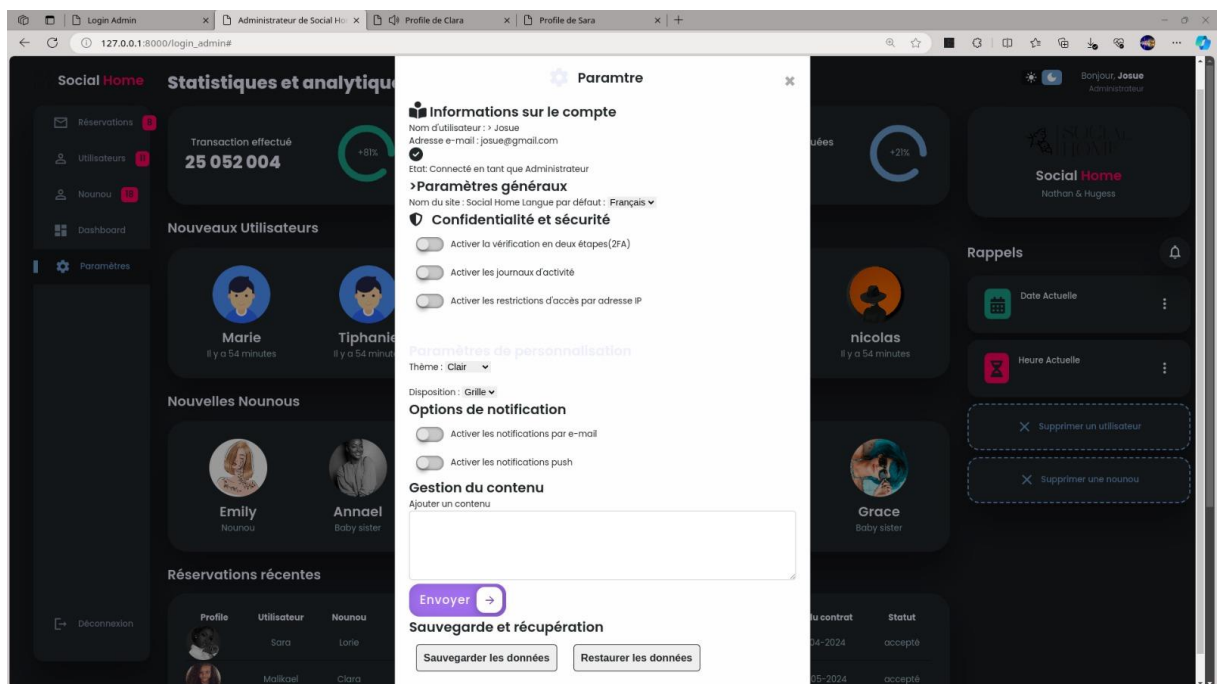 Login Admin
Administrateur de Social Ho
Profile de Clara
Profile de Sara
127.0.0.1:8000/login_admin#
Social Home
Réservations
Utilisateurs
Nounou
Dashboard
Paramètres
Déconnexion
Statistiques et analytique
Transaction effectué
25 052 004
+81%
uées
+21%
Nouveaux Utilisateurs
Marie
Il y a 54 minutes
Tiphanie
Il y a 54 minut
nicolas
Il y a 54 minutes
Nouvelles Nounous
Emily
Nounou
Annael
Baby sister
Grace
Baby sister
Réservations récentes
Profile Utilisateur Nounou
Sara Lorie
Malikael Clara
du contrat Statut
04-2024 accepté
05-2024 accepté
Paramtre
Informations sur le compte
Nom d'utilisateur : > Josue
Adresse e-mail : josue@gmail.com
Etat: Connecté en tant que Administrateur
>Paramètres généraux
Nom du site : Social Home Langue par défaut : Français
Confidentialité et sécurité
Activer la vérification en deux étapes(2FA)
Activer les journaux d'activité
Activer les restrictions d'accès par adresse IP
Paramètres de personnalisation
Thème : Clair
Disposition : Grille
Options de notification
Activer les notifications par e-mail
Activer les notifications push
Gestion du contenu
Ajouter un contenu
Envoyer
Sauvegarde et récupération
Sauvegarder les données
Restaurer les données
Bonjour, Josue
Administrateur
SOCIAL
HOME
Social Home
Nathan & Hugess
Rappels
Date Actuelle
Heure Actuelle
Supprimer un utilisateur
Supprimer une nounou